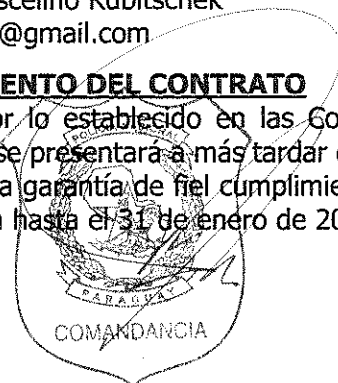 scelino Kubitschek
@gmail.com
ENTO DEL CONTRATO
or lo establecido en las Co
se presentará a más tardar
a garantía de fiel cumplimie
hasta el 31 de enero de 20
PARAGUAY
COMANDANCIA